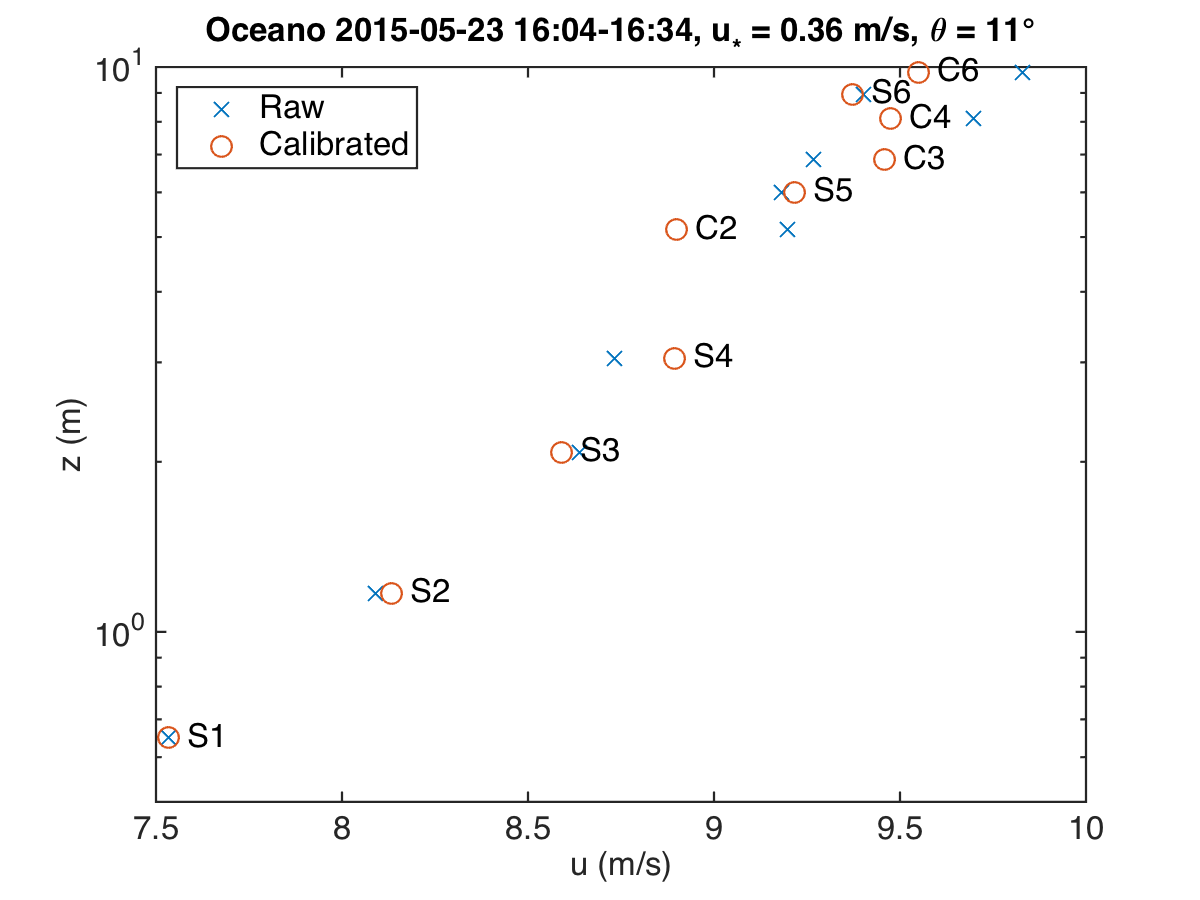 Oceano 2015-05-23 16:04-16:34, u* = 0.36 m/s, θ = 11°
10^1
Raw
Calibrated
C6
S6
C4
C3
S5
C2
S4
z (m)
S3
S2
10^0
S1
7.5 8 8.5 9 9.5 10
u (m/s)